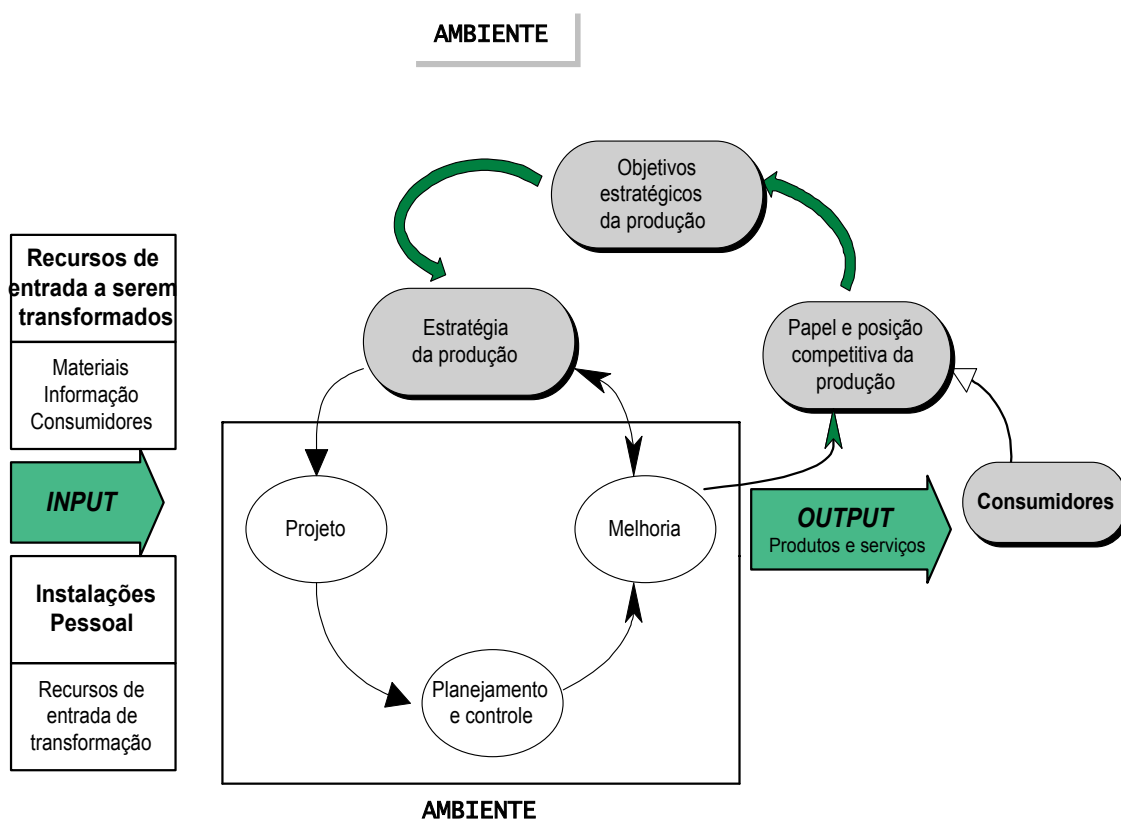 AMBIENTE
Objetivos
estratégicos
da produção
Recursos de
entrada a serem
transformados
Materiais
Informação
Consumidores
INPUT
Instalações
Pessoal
Recursos de
entrada de
transformação
Estratégia
da produção
Papel e posição
competitiva da
produção
Projeto
Melhoria
Planejamento
e controle
OUTPUT
Produtos e serviços
Consumidores
AMBIENTE